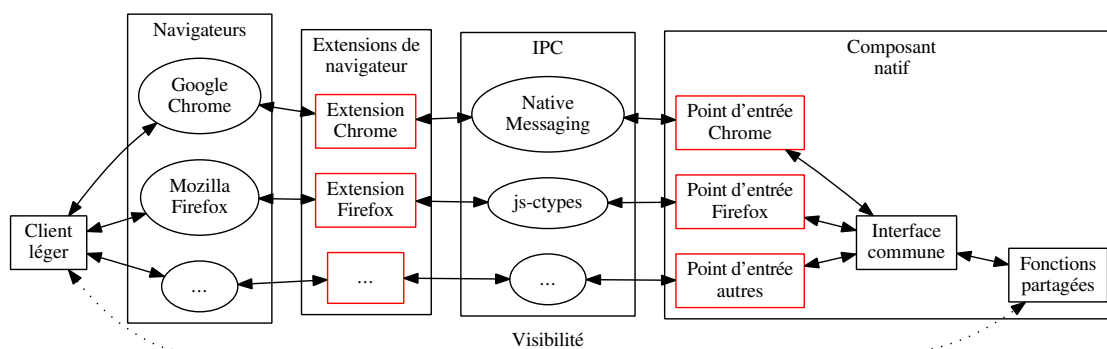 Navigateurs
Extensions de
navigateur
IPC
Composant
natif
Google
Chrome
Extension
Chrome
Native
Messaging
Point d'entrée
Chrome
Mozilla
Firefox
Extension
Firefox
js-ctypes
Point d'entrée
Firefox
Client
léger
Interface
commune
...
...
...
Point d'entrée
autres
Fonctions
partagées
Visibilité